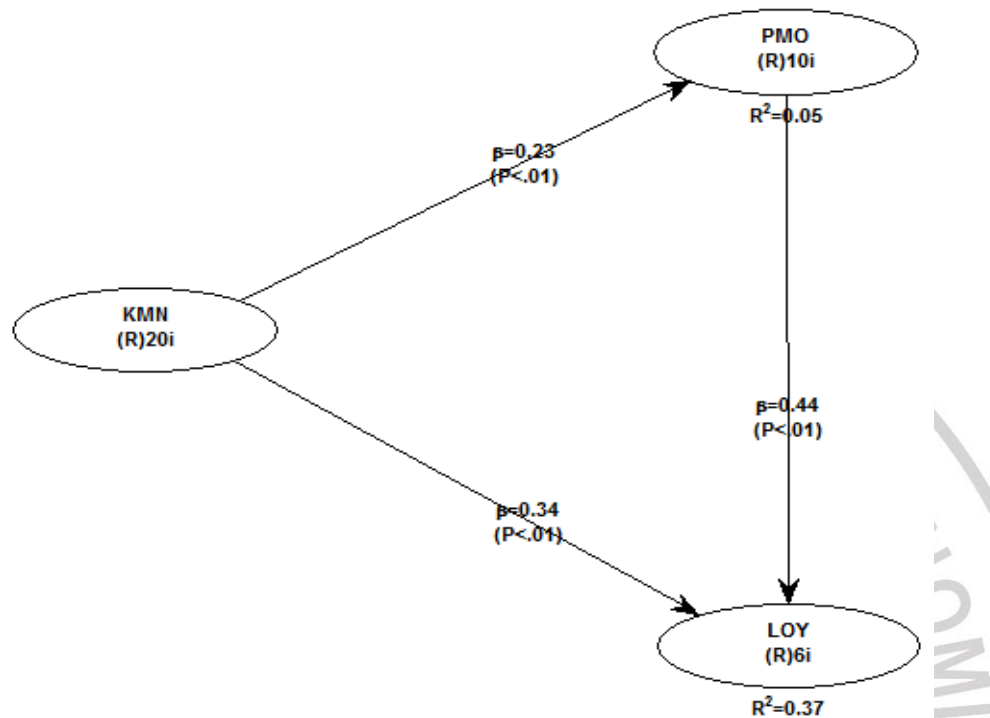 PMO
(R)10i
R²=0.05
β=0.23
(P<.01)
KMN
(R)20i
β=0.44
(P<.01)
β=0.34
(P<.01)
LOY
(R)6i
R²=0.37